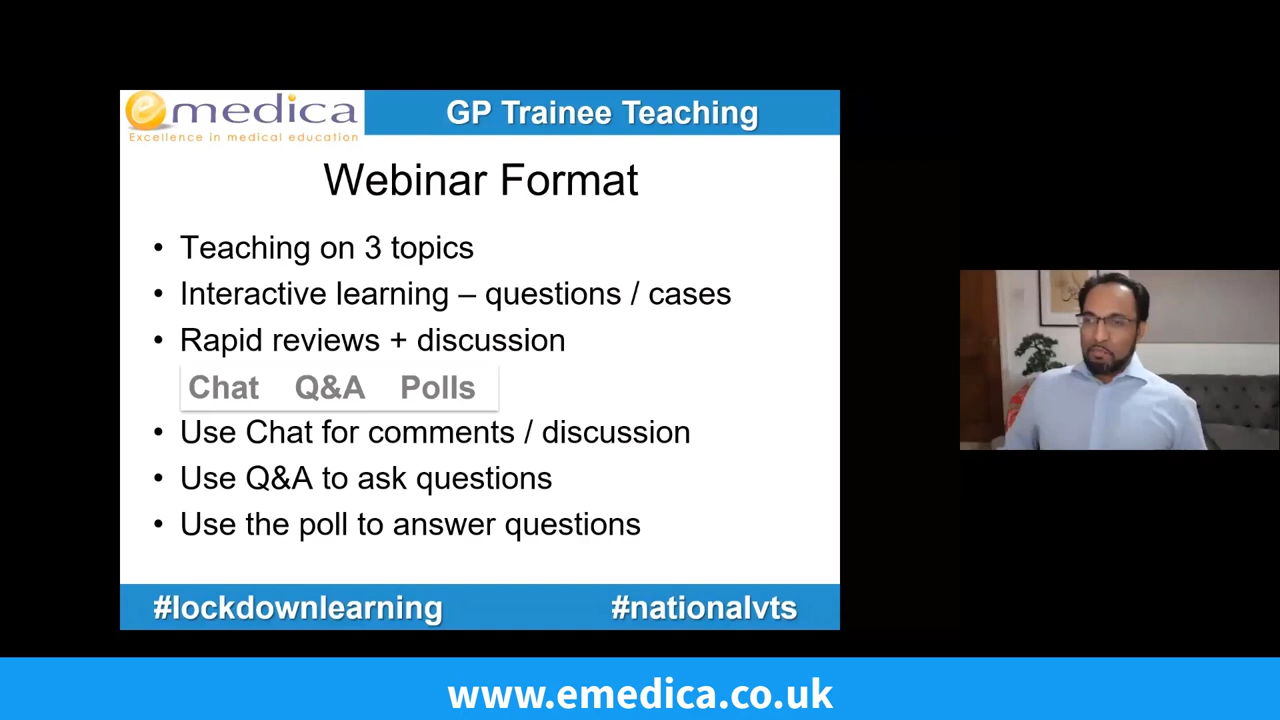 emedica
Excellence in medical education
GP Trainee Teaching
Webinar Format
• Teaching on 3 topics
• Interactive learning – questions / cases
• Rapid reviews + discussion
Chat Q&A Polls
• Use Chat for comments / discussion
• Use Q&A to ask questions
• Use the poll to answer questions
#lockdownlearning #nationalvts
www.emedica.co.uk